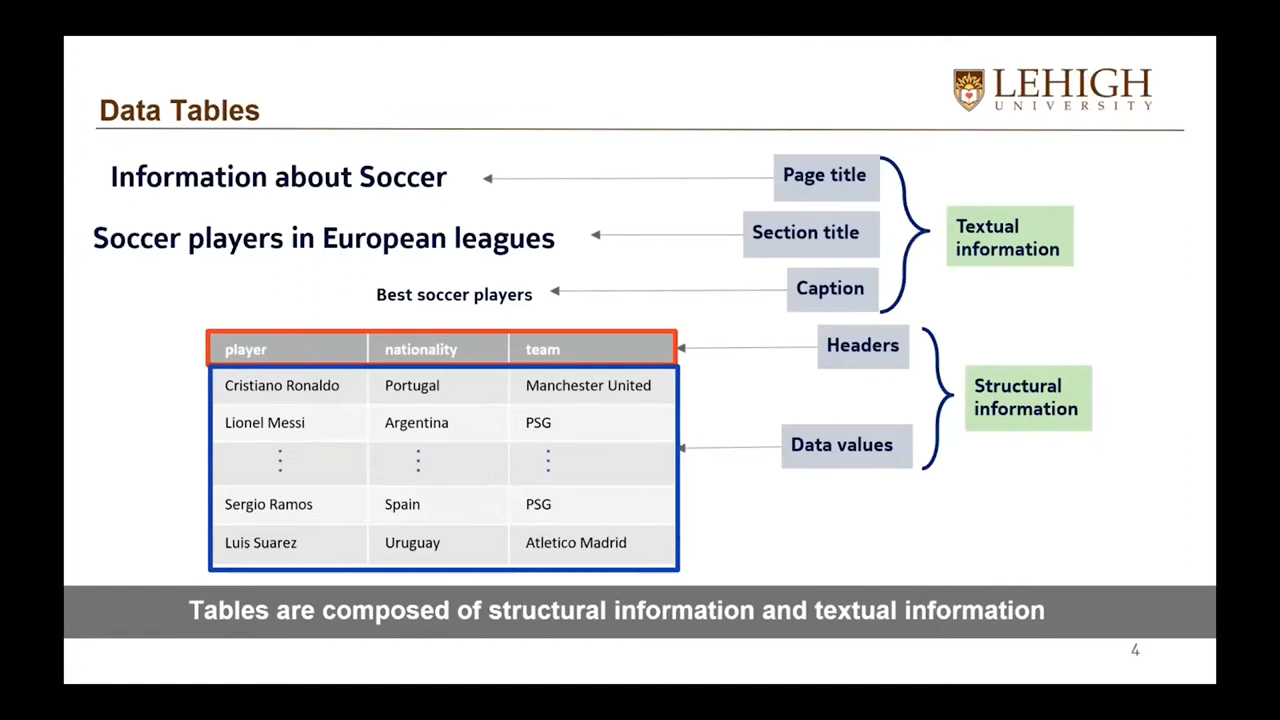 LEHIGH
UNIVERSITY
Data Tables
Information about Soccer
Page title
Soccer players in European leagues
Section title
Textual
information
Best soccer players
Caption
player nationality team
Headers
Cristiano Ronaldo Portugal Manchester United
Lionel Messi Argentina PSG
Structural
information
Data values
Sergio Ramos Spain PSG
Luis Suarez Uruguay Atletico Madrid
Tables are composed of structural information and textual information
4